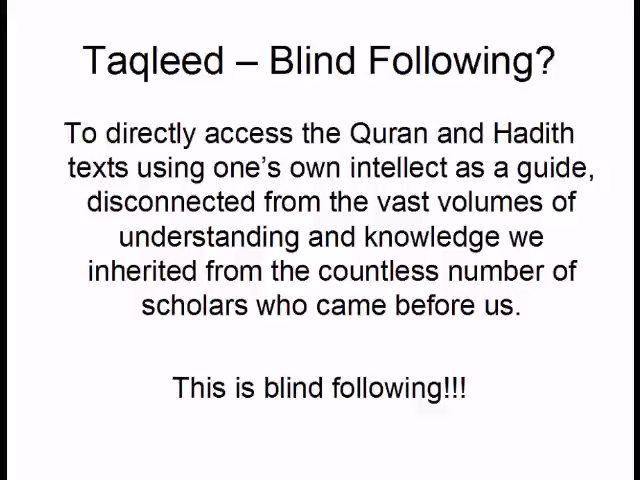 Taqleed – Blind Following?
To directly access the Quran and Hadith
texts using one's own intellect as a guide,
disconnected from the vast volumes of
understanding and knowledge we
inherited from the countless number of
scholars who came before us.
This is blind following!!!